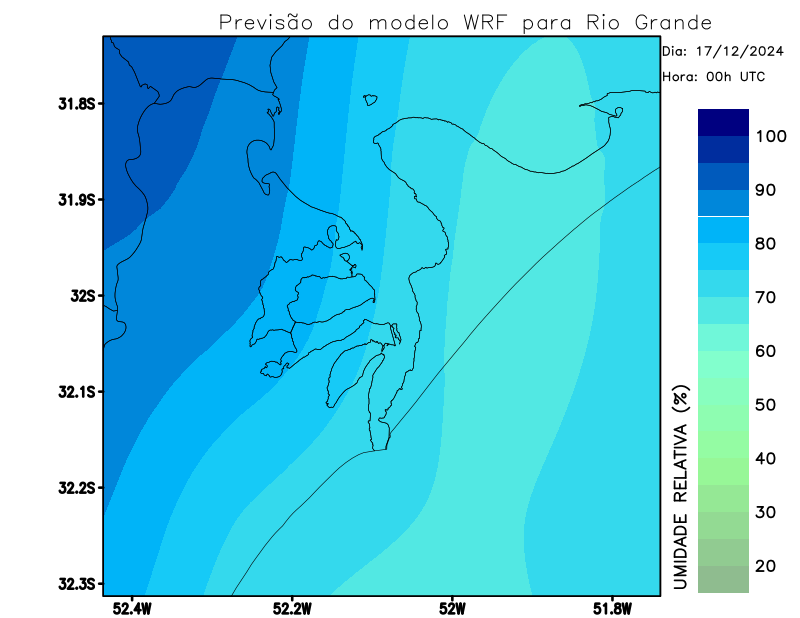 Previsão do modelo WRF para Rio Grande
Dia: 17/12/2024
Hora: 00h UTC
31.8S
31.9S
32S
32.1S
32.2S
32.3S
52.4W
52.2W
52W
51.8W
UMIDADE RELATIVA (%)
100
90
80
70
60
50
40
30
20